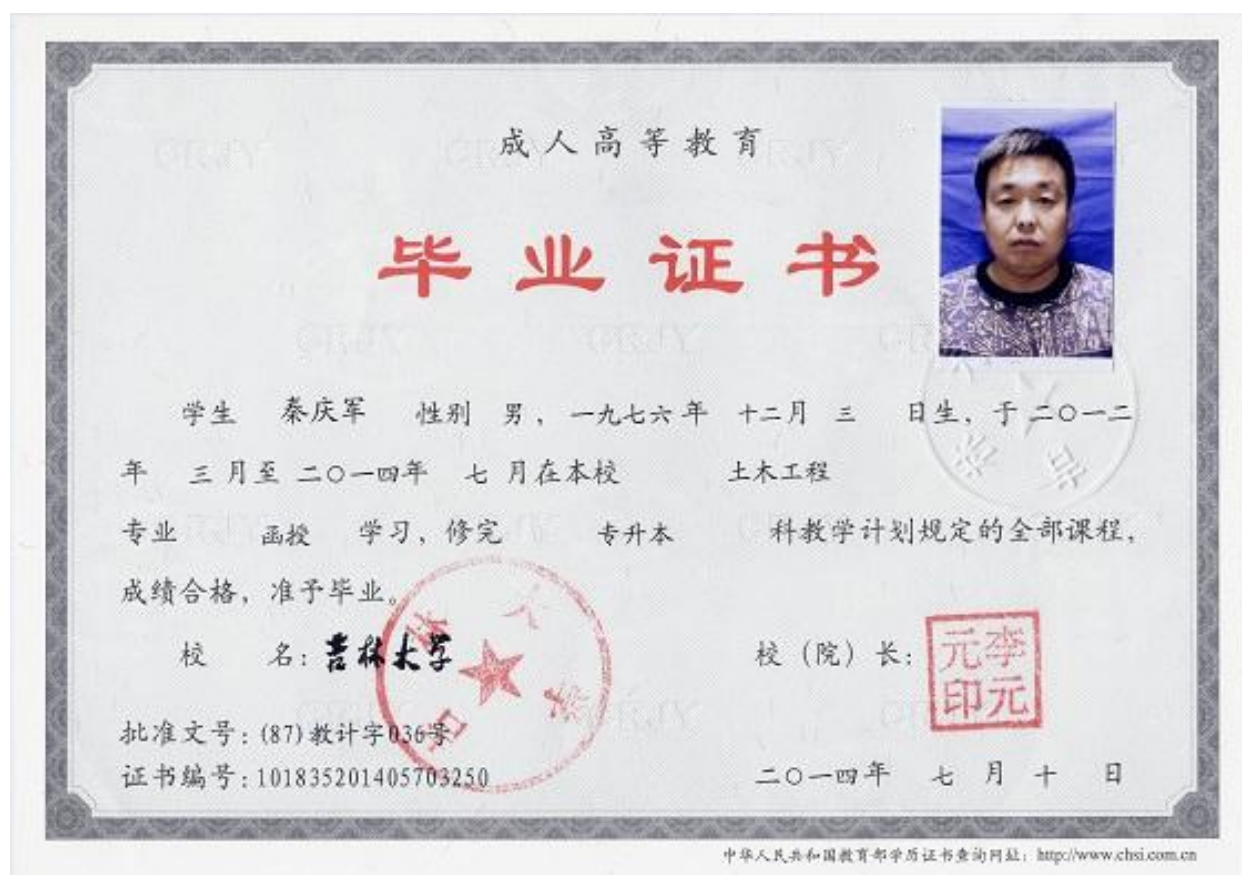 成人高等教育
毕业证书
学生 秦庆军 性别 男，一九七六年 十二月 三 日生，于二〇一二
年 三月至二〇一四年 七 月在本校 土木工程
专业 函授 学习，修完 专升本 科教学计划规定的全部课程，
成绩合格，准予毕业。
校 名：吉林大学
吉林大学
校（院）长：
李元元印
批准文号：(87)教计字036号
证书编号：101835201405703250
二〇一四年 七 月 十 日
中华人民共和国教育部学历证书查询网址：http://www.chsi.com.cn